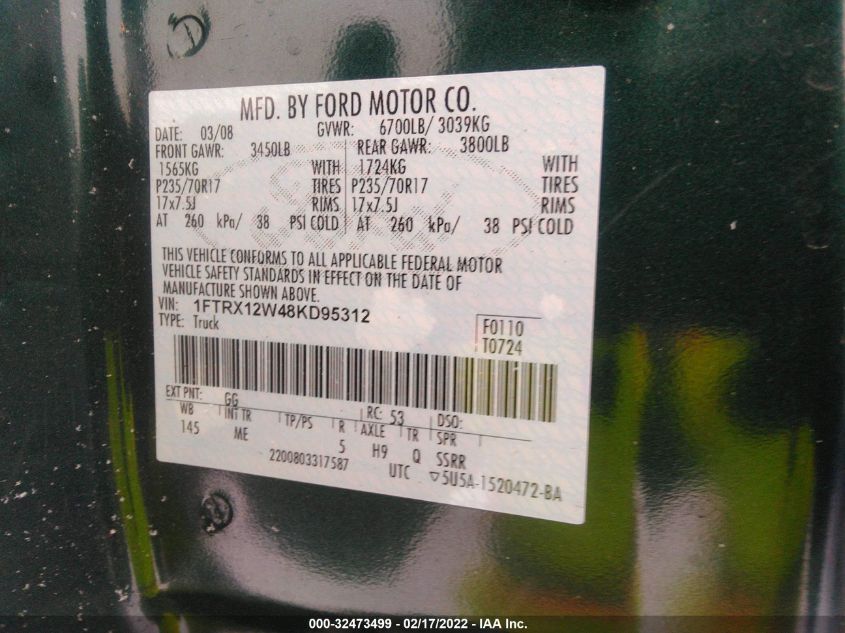 MFD. BY FORD MOTOR CO.
DATE: 03/08 GVWR: 6700LB/ 3039KG
FRONT GAWR: 3450LB REAR GAWR: 3800LB
1565KG WITH 1724KG WITH
P235/70R17 TIRES P235/70R17 TIRES
17x7.5J RIMS 17x7.5J RIMS
AT 260 kPa/ 38 PSI COLD AT 260 kPa/ 38 PSI COLD
THIS VEHICLE CONFORMS TO ALL APPLICABLE FEDERAL MOTOR
VEHICLE SAFETY STANDARDS IN EFFECT ON THE DATE OF
MANUFACTURE SHOWN ABOVE.
VIN: 1FTRX12W48KD95312
TYPE: Truck
F0110
T0724
EXT PNT: GG RC: 53 DSO:
WB INT TR TP/PS R AXLE TR SPR
145 ME 5 H9 Q SSRR
2200803317587 UTC ▽5U5A-1520472-BA
000-32473499 - 02/17/2022 - IAA Inc.